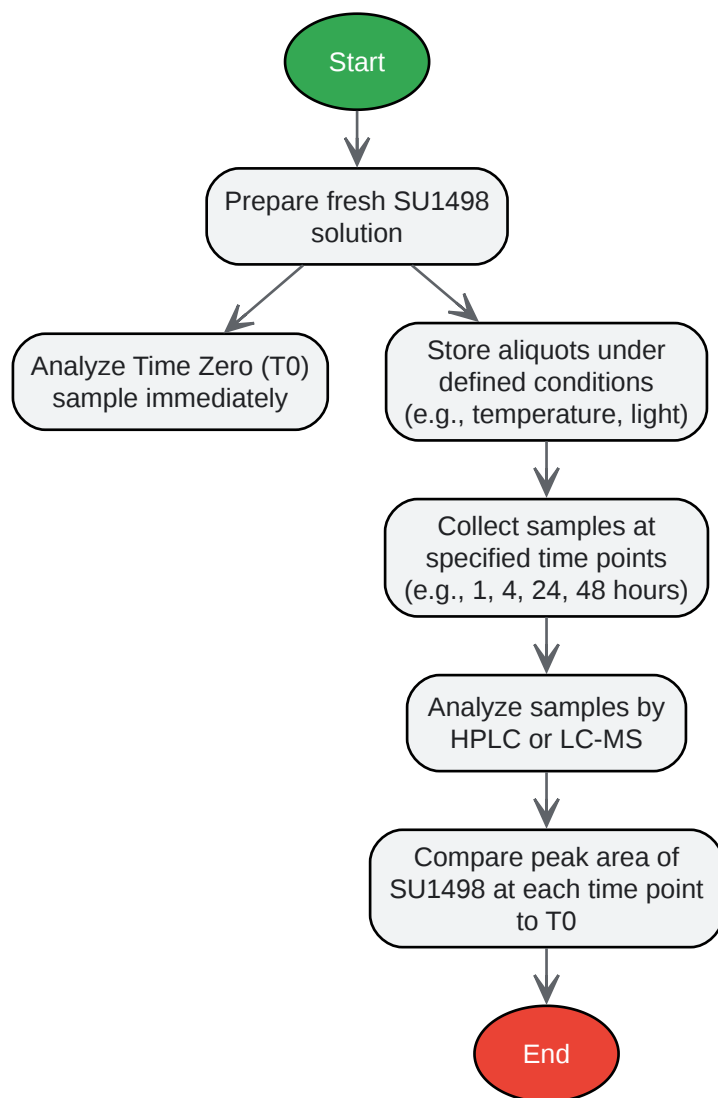 Start
Prepare fresh SU1498
solution
Analyze Time Zero (T0)
sample immediately
Store aliquots under
defined conditions
(e.g., temperature, light)
Collect samples at
specified time points
(e.g., 1, 4, 24, 48 hours)
Analyze samples by
HPLC or LC-MS
Compare peak area of
SU1498 at each time point
to T0
End